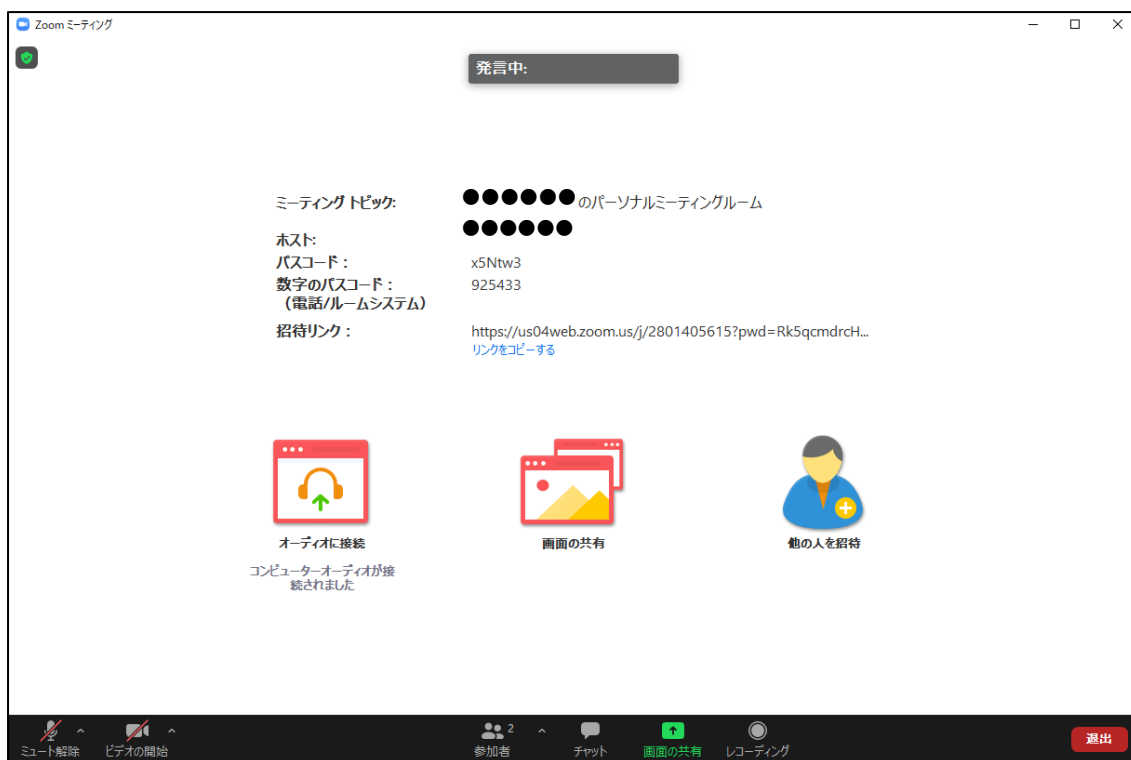 Zoom ミーティング
発言中:
ミーティング トピック: ●●●●●●のパーソナルミーティングルーム
ホスト: ●●●●●●
パスコード： x5Ntw3
数字のパスコード： 925433
（電話/ルームシステム）
招待リンク： https://us04web.zoom.us/j/2801405615?pwd=Rk5qcmdrcH...
リンクをコピーする
オーディオに接続 画面の共有 他の人を招待
コンピューターオーディオが接
続されました
2
ミュート解除 ビデオの開始 参加者 チャット 画面の共有 レコーディング 退出